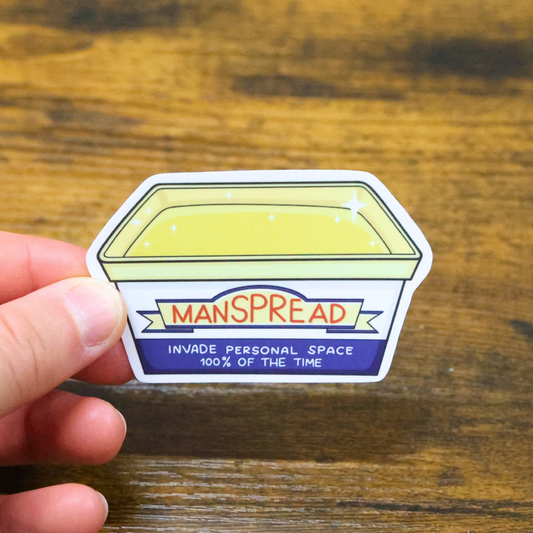 MANSPREAD
INVADE PERSONAL SPACE
100% OF THE TIME